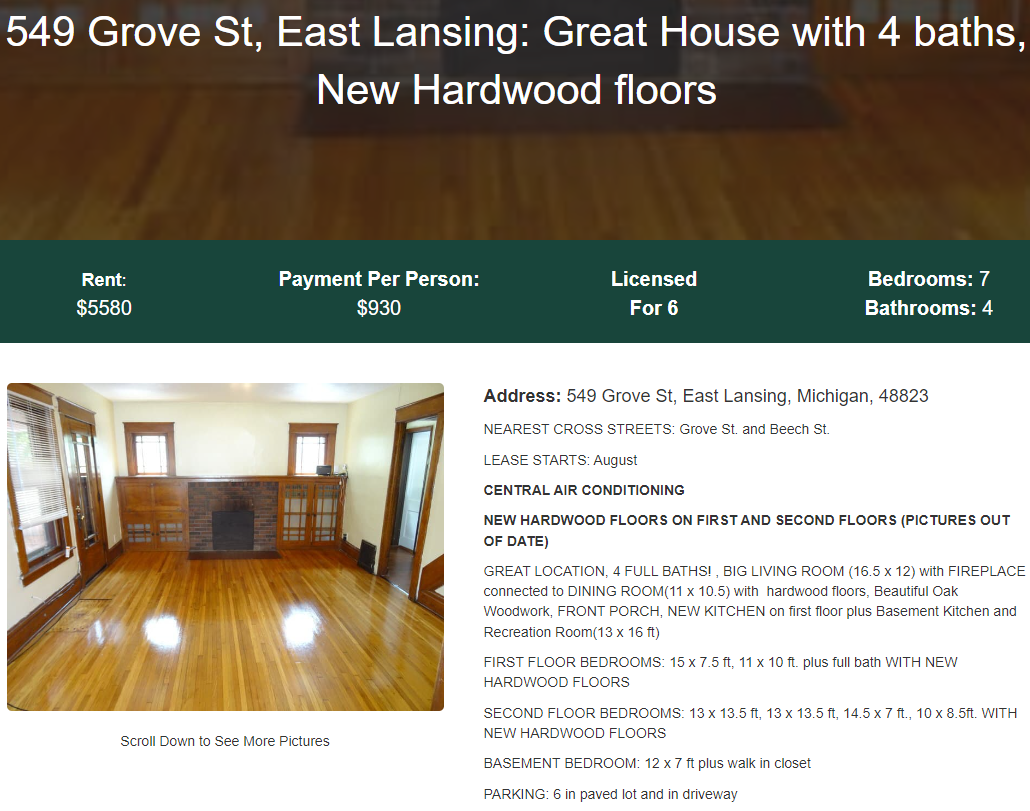 549 Grove St, East Lansing: Great House with 4 baths,
New Hardwood floors
Rent:
$5580
Payment Per Person:
$930
Licensed
For 6
Bedrooms: 7
Bathrooms: 4
Address: 549 Grove St, East Lansing, Michigan, 48823
NEAREST CROSS STREETS: Grove St. and Beech St.
LEASE STARTS: August
CENTRAL AIR CONDITIONING
NEW HARDWOOD FLOORS ON FIRST AND SECOND FLOORS (PICTURES OUT
OF DATE)
GREAT LOCATION, 4 FULL BATHS! , BIG LIVING ROOM (16.5 x 12) with FIREPLACE
connected to DINING ROOM(11 x 10.5) with  hardwood floors, Beautiful Oak
Woodwork, FRONT PORCH, NEW KITCHEN on first floor plus Basement Kitchen and
Recreation Room(13 x 16 ft)
FIRST FLOOR BEDROOMS: 15 x 7.5 ft, 11 x 10 ft. plus full bath WITH NEW
HARDWOOD FLOORS
SECOND FLOOR BEDROOMS: 13 x 13.5 ft, 13 x 13.5 ft, 14.5 x 7 ft., 10 x 8.5ft. WITH
NEW HARDWOOD FLOORS
BASEMENT BEDROOM: 12 x 7 ft plus walk in closet
PARKING: 6 in paved lot and in driveway
Scroll Down to See More Pictures